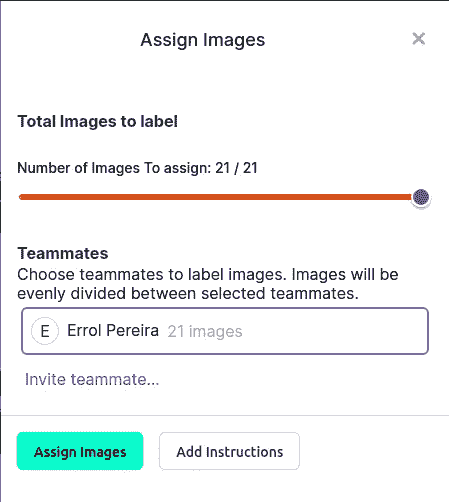 Assign Images
×
Total Images to label
Number of Images To assign: 21 / 21
Teammates
Choose teammates to label images. Images will be
evenly divided between selected teammates.
E Errol Pereira 21 images
Invite teammate...
Assign Images Add Instructions